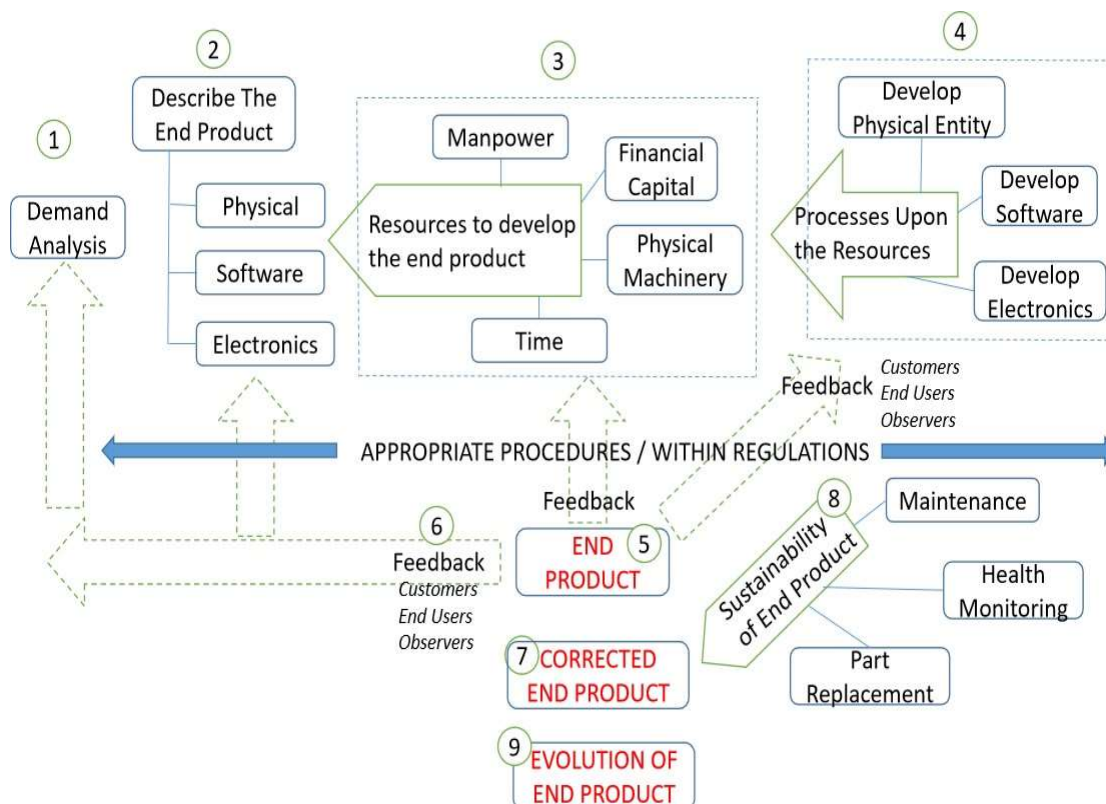 1
Demand
Analysis
2
Describe The
End Product
Physical
Software
Electronics
3
Manpower
Financial
Capital
Resources to develop
the end product
Physical
Machinery
Time
4
Develop
Physical Entity
Processes Upon
the Resources
Develop
Software
Develop
Electronics
Feedback
Customers
End Users
Observers
APPROPRIATE PROCEDURES / WITHIN REGULATIONS
Feedback
6
Feedback
Customers
End Users
Observers
5
END
PRODUCT
8
Sustainability
of End Product
Maintenance
Health
Monitoring
Part
Replacement
7
CORRECTED
END PRODUCT
9
EVOLUTION OF
END PRODUCT